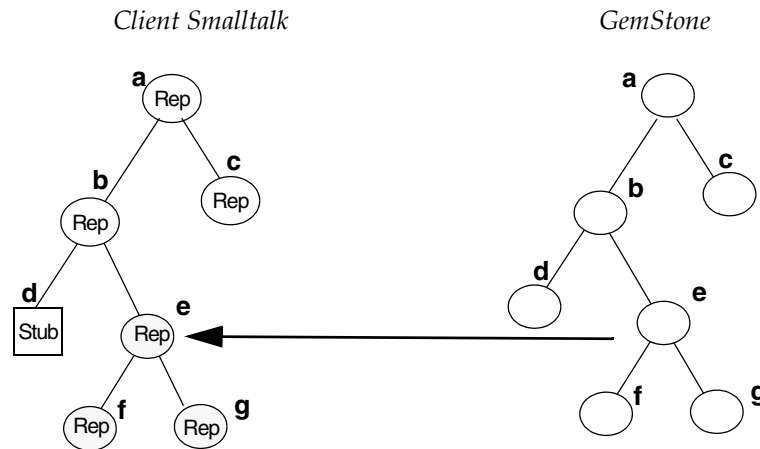 Client Smalltalk GemStone
a Rep a
c Rep c
b Rep b
d Stub d
e Rep e
f Rep f
g Rep g